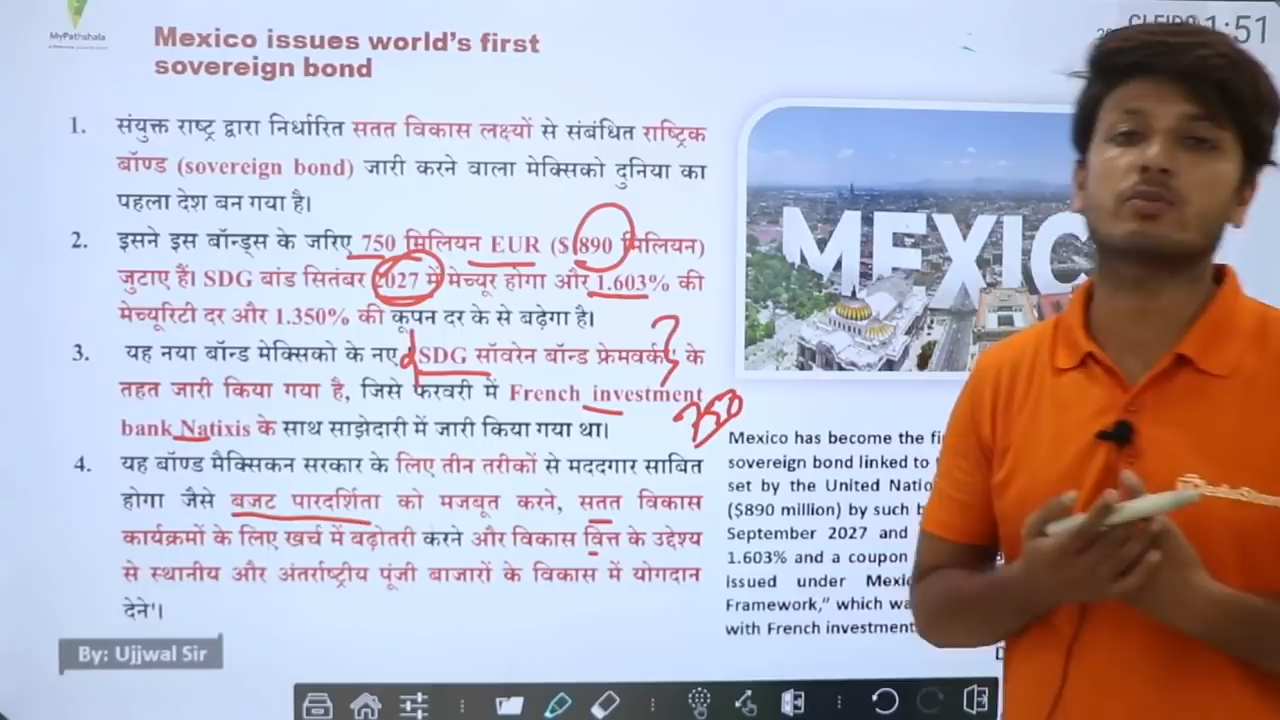 MyPathshala
1:51
Mexico issues world's first
sovereign bond
1. संयुक्त राष्ट्र द्वारा निर्धारित सतत विकास लक्ष्यों से संबंधित राष्ट्रिक
बॉण्ड (sovereign bond) जारी करने वाला मेक्सिको दुनिया का
पहला देश बन गया है।
2. इसने इस बॉन्ड्स के जरिए 750 मिलियन EUR ($ 890 मिलियन)
जुटाए हैं। SDG बांड सितंबर 2027 में मेच्यूर होगा और 1.603% की
मेच्यूरिटी दर और 1.350% की कूपन दर के से बढ़ेगा है।
3. यह नया बॉन्ड मेक्सिको के नए SDG सॉवरेन बॉन्ड फ्रेमवर्क' के
तहत जारी किया गया है, जिसे फरवरी में French investment
bank Natixis के साथ साझेदारी में जारी किया गया था।
750
4. यह बॉण्ड मैक्सिकन सरकार के लिए तीन तरीकों से मददगार साबित
होगा जैसे बजट पारदर्शिता को मजबूत करने, सतत विकास
कार्यक्रमों के लिए खर्च में बढ़ोतरी करने और विकास वित्त के उद्देश्य
से स्थानीय और अंतर्राष्ट्रीय पूंजी बाजारों के विकास में योगदान
देने'।
By: Ujjwal Sir
MEXIC
Mexico has become the fi
sovereign bond linked to
set by the United Natio
($890 million) by such b
September 2027 and
1.603% and a coupon
issued under Mexic
Framework," which wa
with French investment